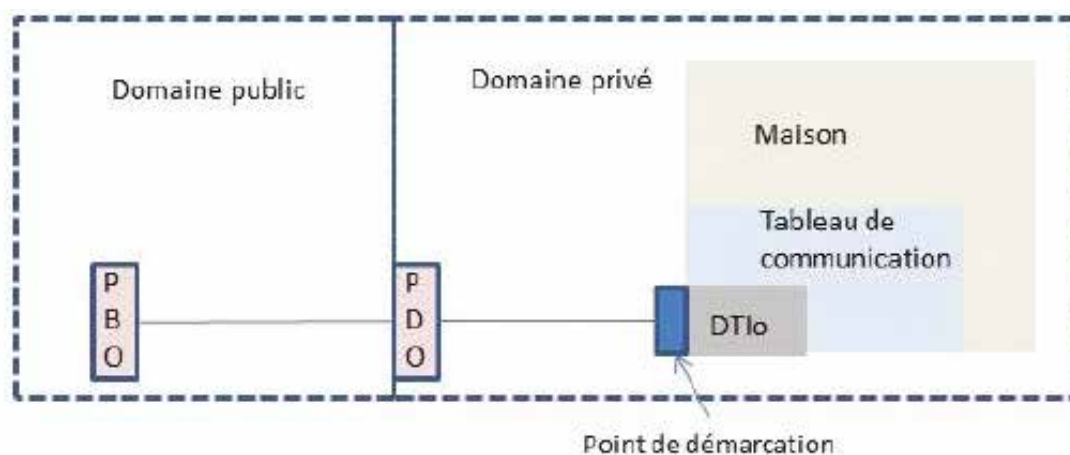 Domaine public
Domaine privé
Maison
Tableau de
communication
P
B
O
P
D
O
DTIo
Point de démarcation